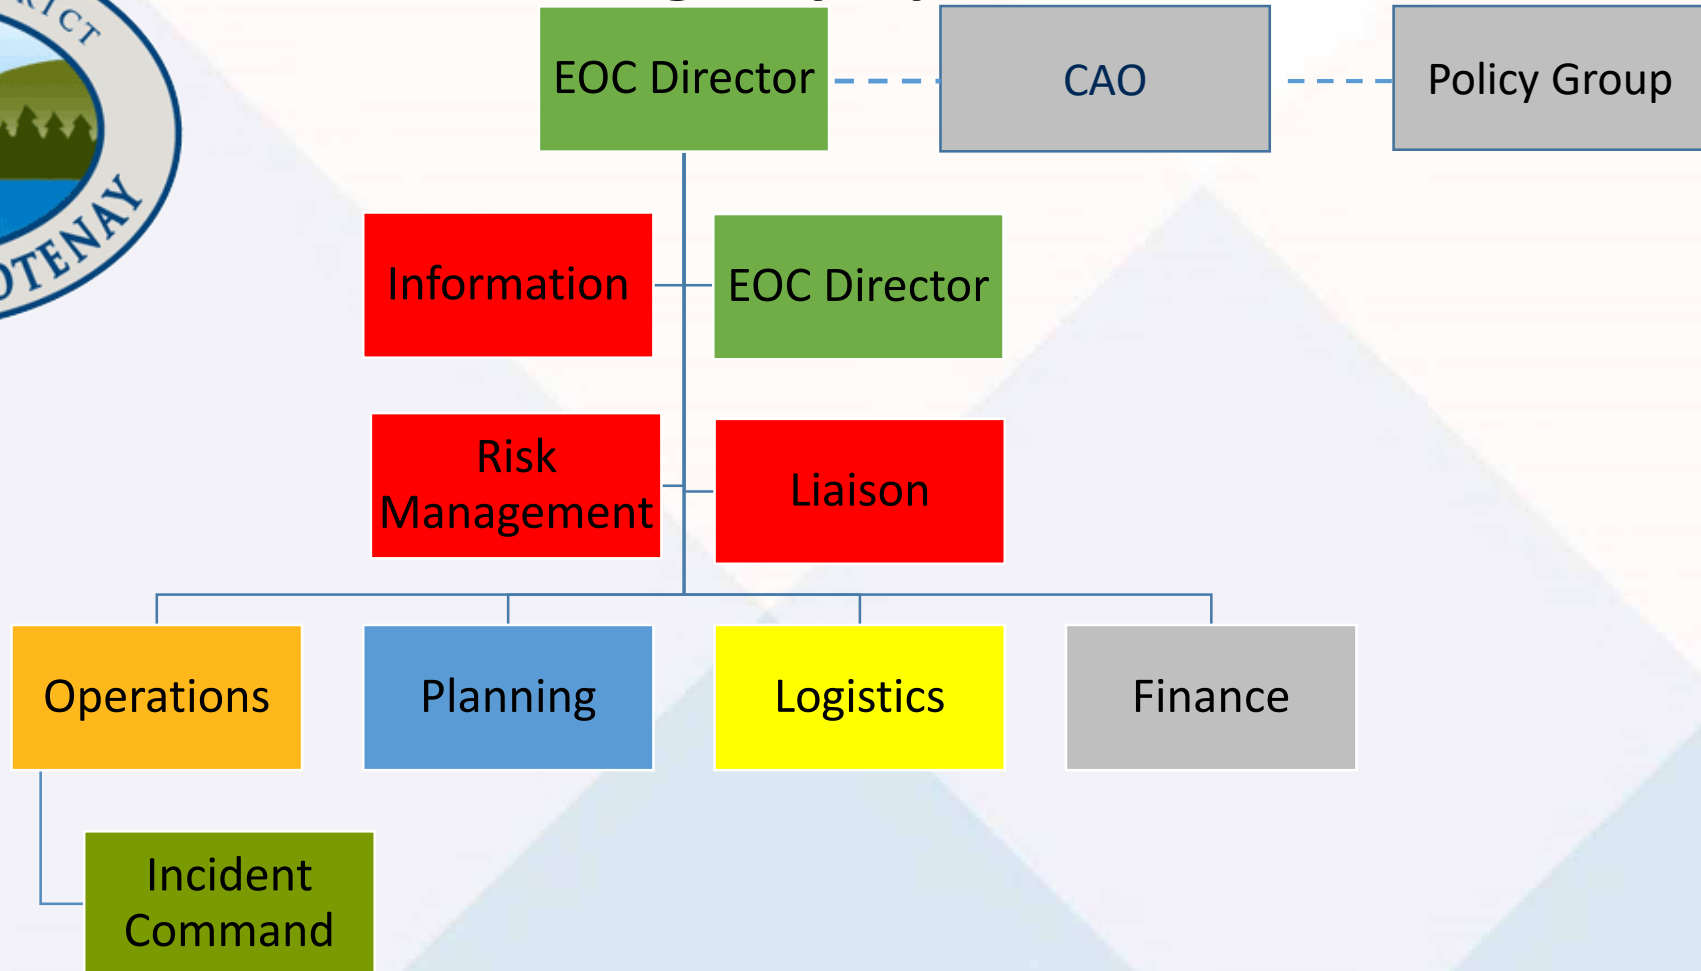 EOC Director
CAO
Policy Group
Information
EOC Director
Risk
Management
Liaison
Operations
Planning
Logistics
Finance
Incident
Command